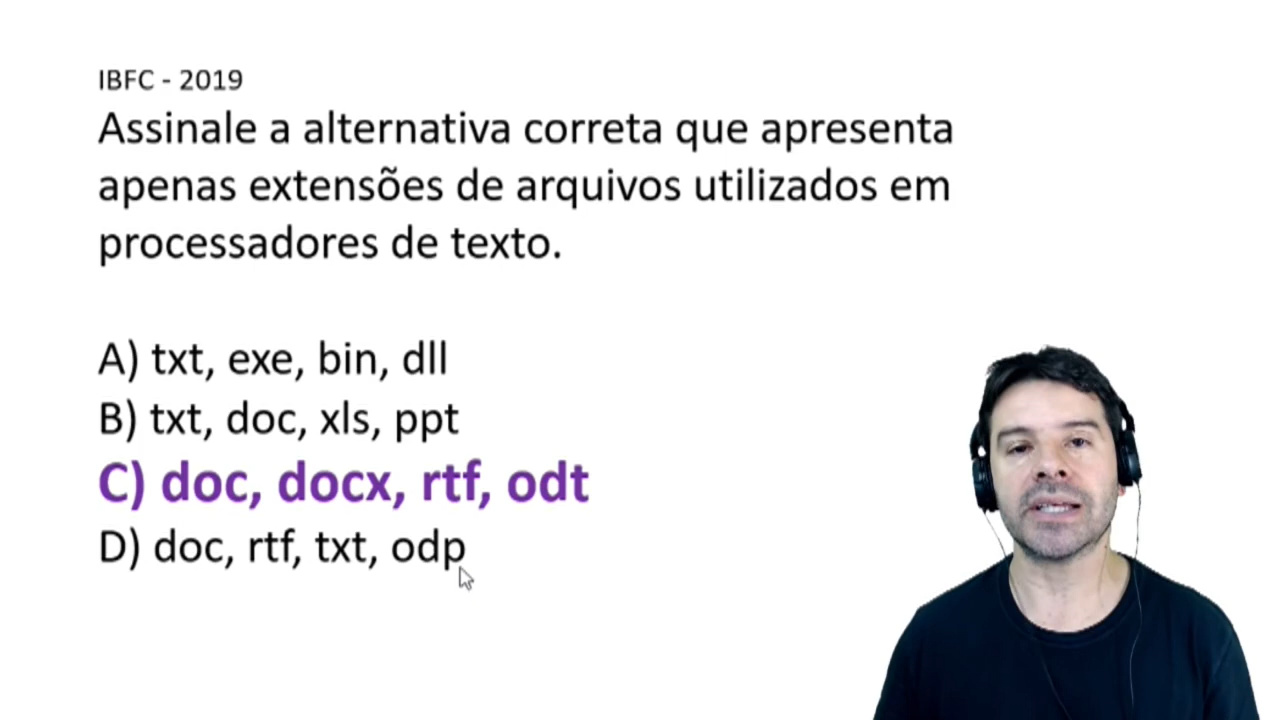 IBFC - 2019
Assinale a alternativa correta que apresenta
apenas extensões de arquivos utilizados em
processadores de texto.
A) txt, exe, bin, dll
B) txt, doc, xls, ppt
C) doc, docx, rtf, odt
D) doc, rtf, txt, odp